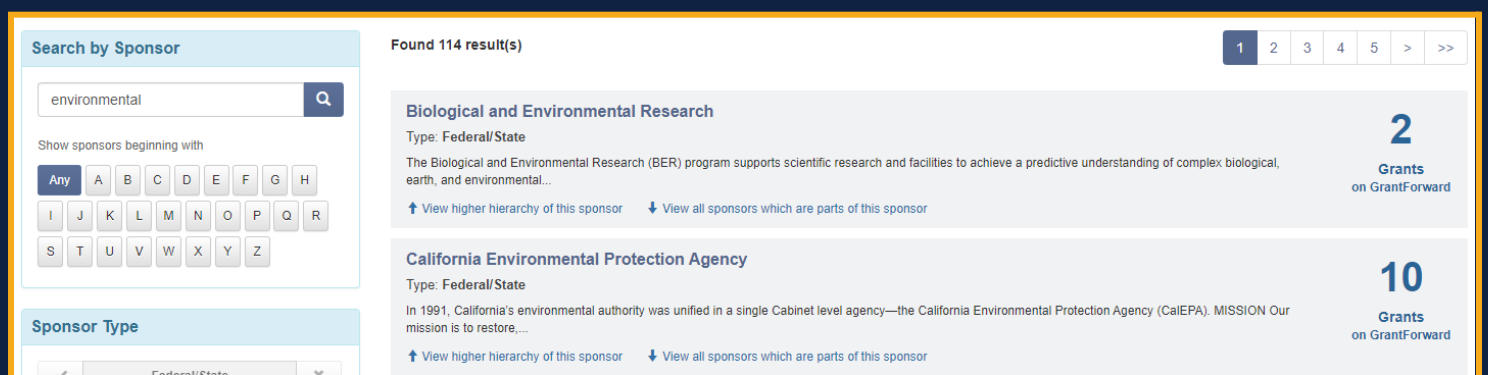 Search by Sponsor
environmental
Show sponsors beginning with
Any A B C D E F G H
I J K L M N O P Q R
S T U V W X Y Z
Sponsor Type
Federal/State
Found 114 result(s)
1 2 3 4 5 > >>
Biological and Environmental Research
Type: Federal/State
The Biological and Environmental Research (BER) program supports scientific research and facilities to achieve a predictive understanding of complex biological,
earth, and environmental...
View higher hierarchy of this sponsor View all sponsors which are parts of this sponsor
2
Grants
on GrantForward
California Environmental Protection Agency
Type: Federal/State
In 1991, California's environmental authority was unified in a single Cabinet level agency—the California Environmental Protection Agency (CalEPA). MISSION Our
mission is to restore,...
View higher hierarchy of this sponsor View all sponsors which are parts of this sponsor
10
Grants
on GrantForward